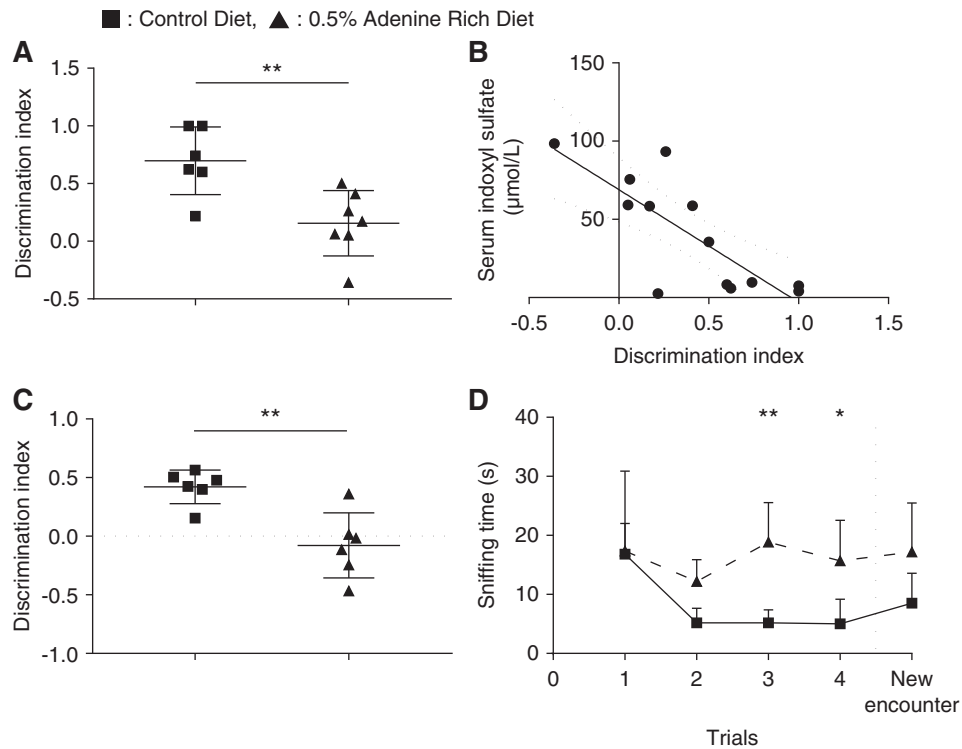 ■ : Control Diet, ▲ : 0.5% Adenine Rich Diet
A
1.5
1.0
0.5
0.0
-0.5
Discrimination index
**
B
150
100
50
Serum indoxyl sulfate
(μmol/L)
-0.5
0.0
0.5
1.0
1.5
Discrimination index
C
1.0
0.5
0.0
-0.5
-1.0
Discrimination index
**
D
40
30
20
10
0
Sniffing time (s)
**
*
0
1
2
3
4
New
encounter
Trials